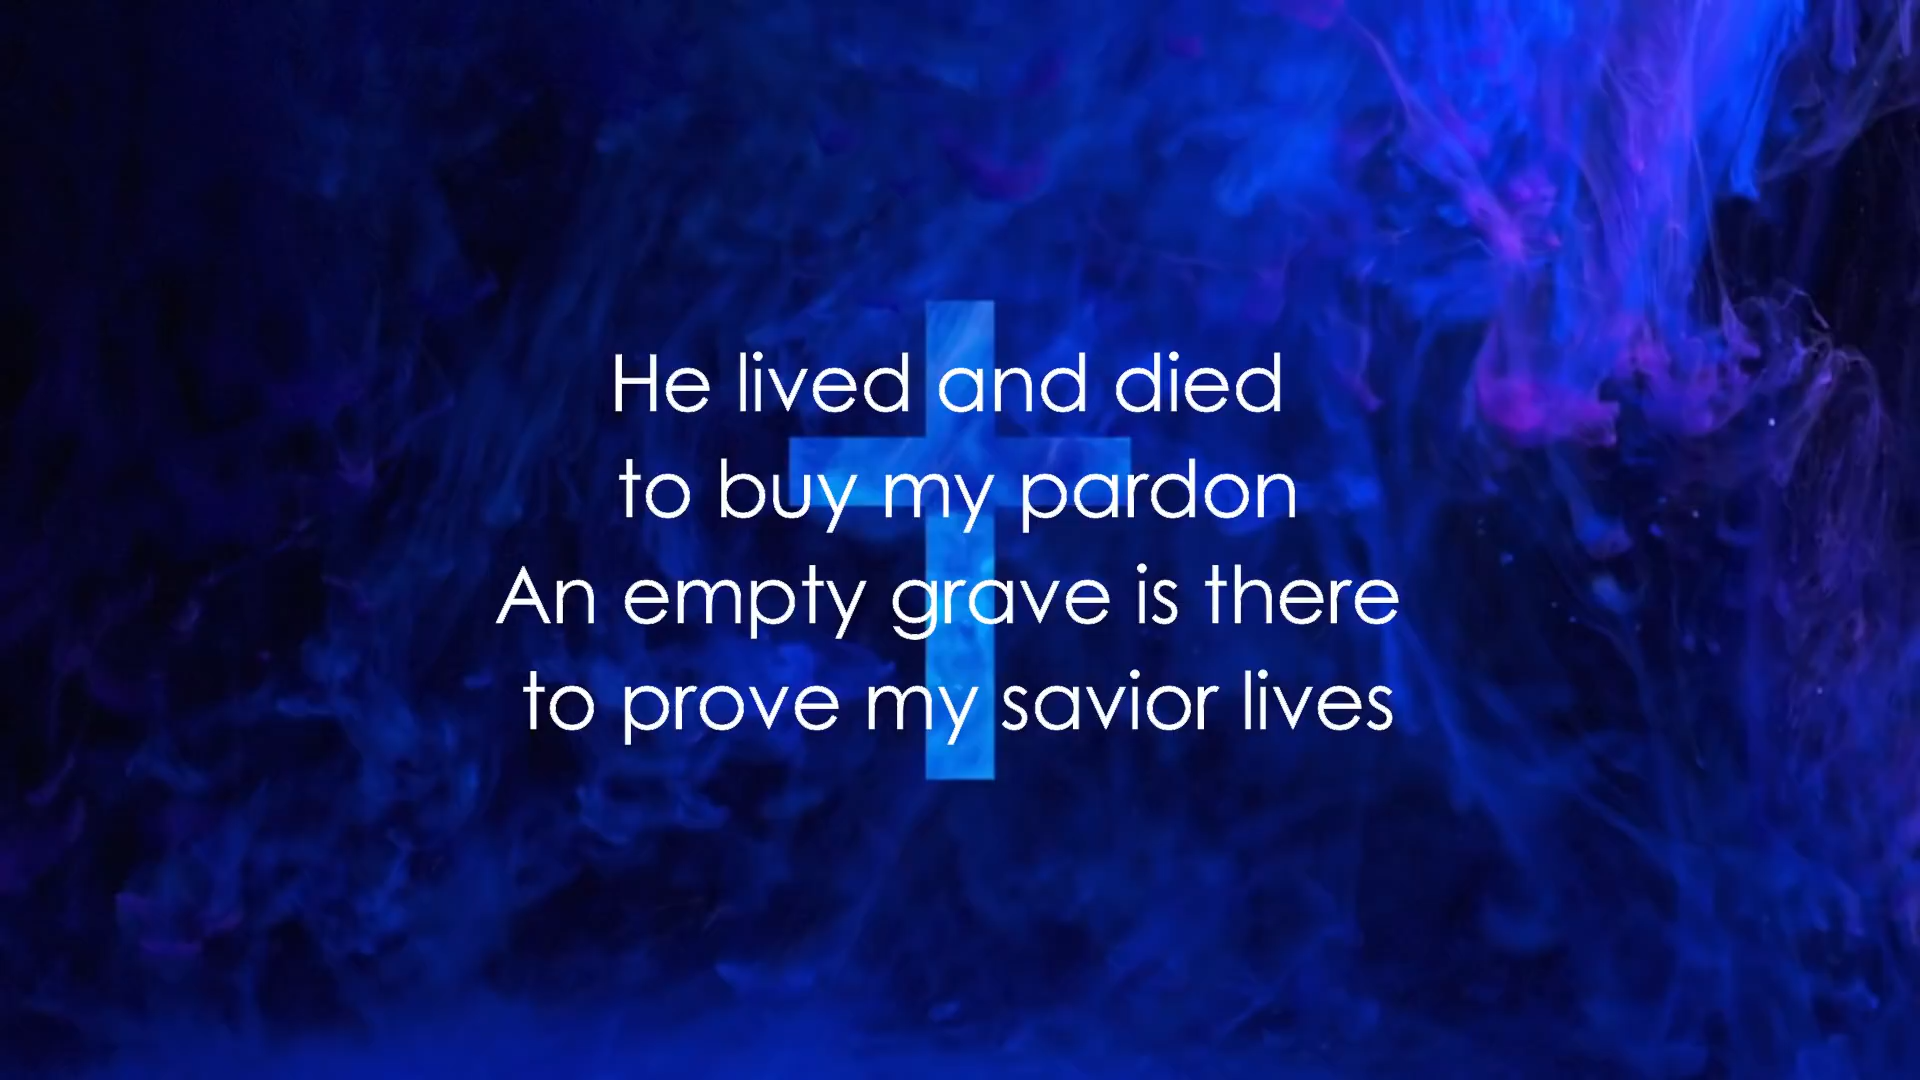 He lived and died
to buy my pardon
An empty grave is there
to prove my savior lives